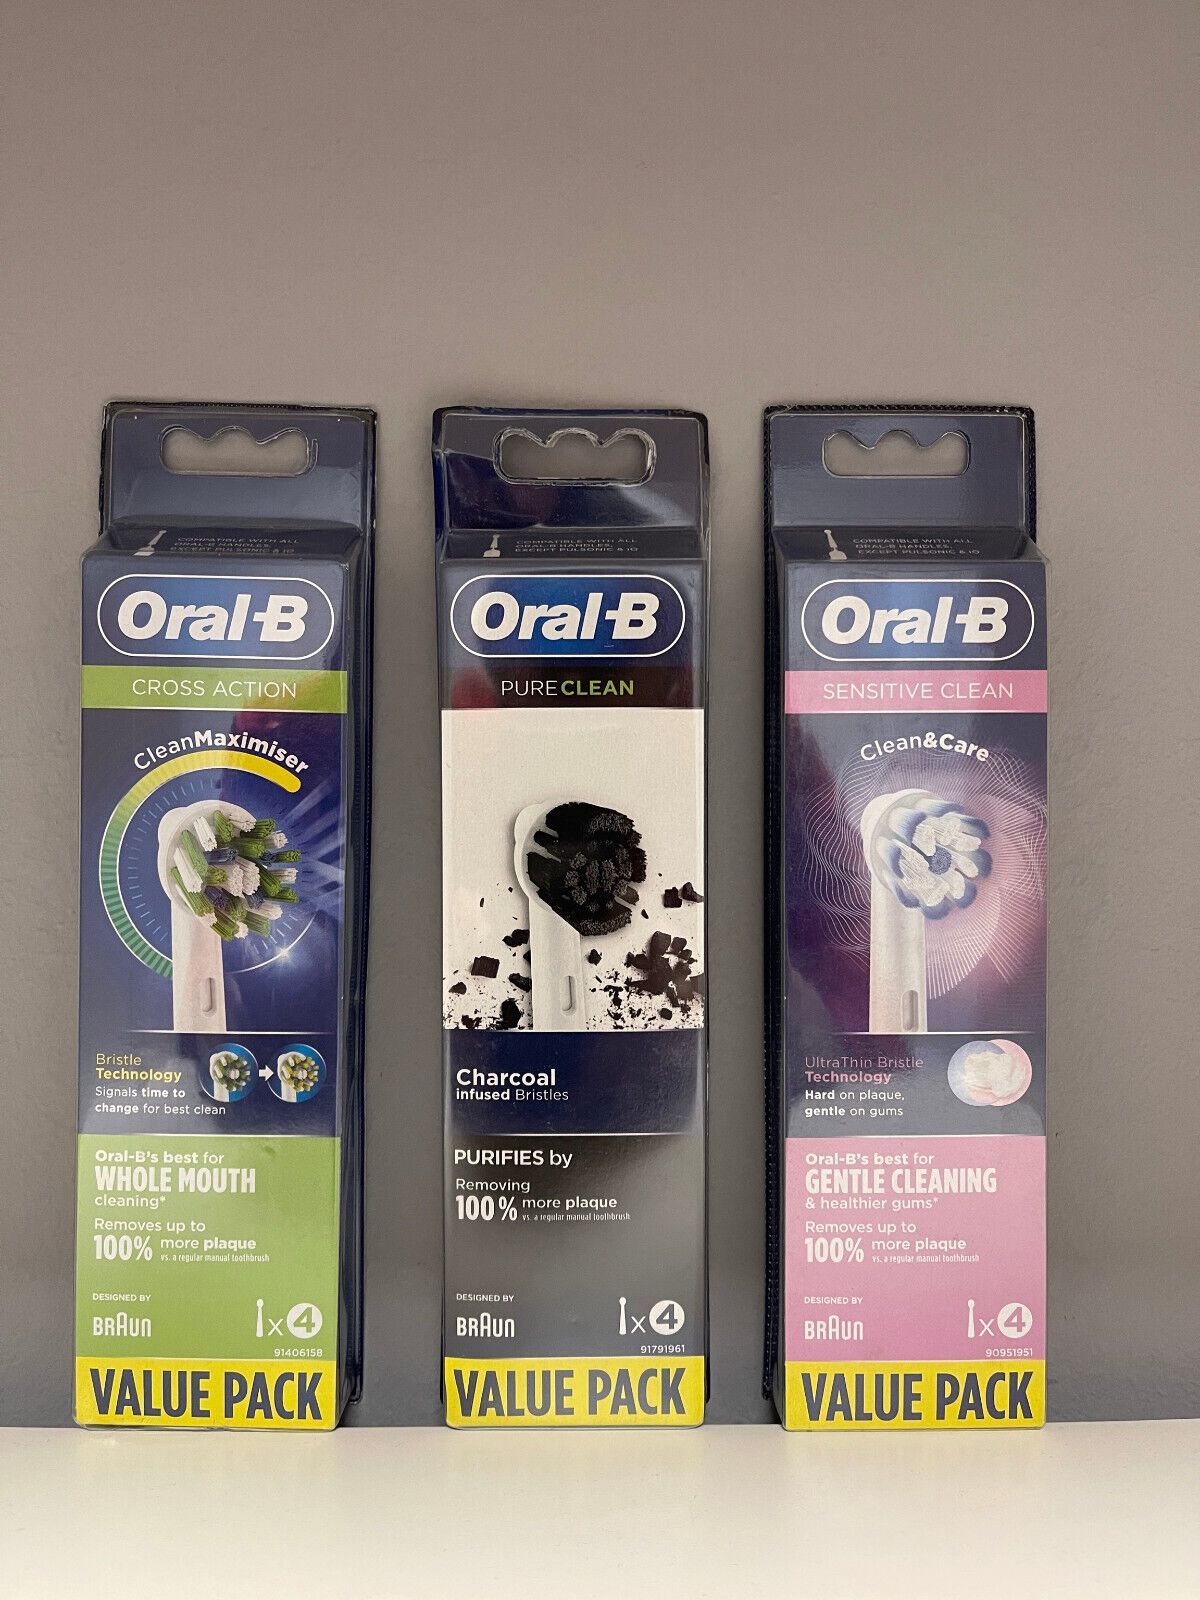 COMPATIBLE WITH ALL
ORAL-B HANDLES,
EXCEPT PULSONIC & iO
Oral-B
CROSS ACTION
CleanMaximiser
Bristle
Technology
Signals time to
change for best clean
Oral-B's best for
WHOLE MOUTH
cleaning*
Removes up to
100% more plaque
vs. a regular manual toothbrush
DESIGNED BY
BRAUN
x 4
91406158
VALUE PACK
COMPATIBLE WITH ALL
ORAL-B HANDLES,
EXCEPT PULSONIC & iO
Oral-B
PURECLEAN
Charcoal
infused Bristles
PURIFIES by
Removing
100% more plaque
vs. a regular manual toothbrush
DESIGNED BY
BRAUN
x 4
91791961
VALUE PACK
COMPATIBLE WITH ALL
ORAL-B HANDLES,
EXCEPT PULSONIC & iO
Oral-B
SENSITIVE CLEAN
Clean&Care
UltraThin Bristle
Technology
Hard on plaque,
gentle on gums
Oral-B's best for
GENTLE CLEANING
& healthier gums*
Removes up to
100% more plaque
vs. a regular manual toothbrush
DESIGNED BY
BRAUN
x 4
90951951
VALUE PACK